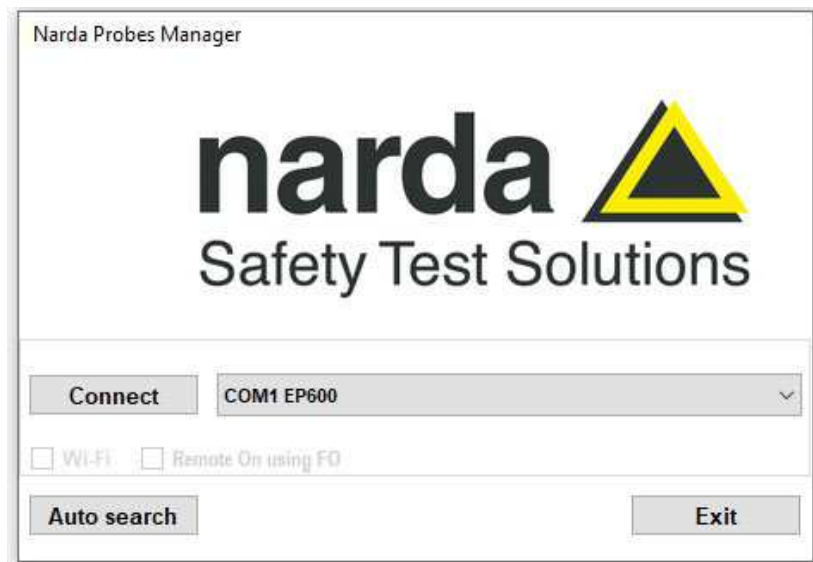 Narda Probes Manager
narda
Safety Test Solutions
Connect
COM1 EP600
Wi-Fi
Remote On using FO
Auto search
Exit